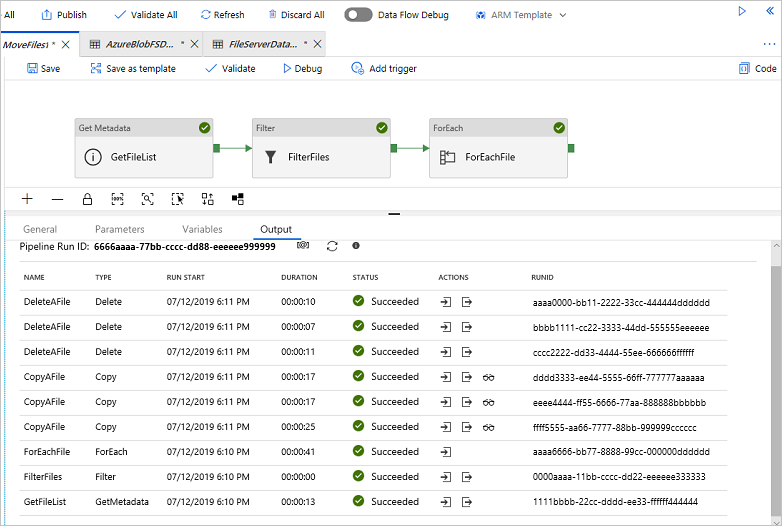 All Publish Validate All Refresh Discard All Data Flow Debug ARM Template
MoveFiles1 * AzureBlobFSD... * FileServerData... *
Save Save as template Validate Debug Add trigger Code
Get Metadata Filter ForEach
GetFileList FilterFiles ForEachFile
100%
General Parameters Variables Output
Pipeline Run ID: 6666aaaa-77bb-cccc-dd88-eeeeee999999
NAME TYPE RUN START DURATION STATUS ACTIONS RUNID
DeleteAFile Delete 07/12/2019 6:11 PM 00:00:10 Succeeded aaaa0000-bb11-2222-33cc-444444dddddd
DeleteAFile Delete 07/12/2019 6:11 PM 00:00:07 Succeeded bbbb1111-cc22-3333-44dd-555555eeeeee
DeleteAFile Delete 07/12/2019 6:11 PM 00:00:11 Succeeded cccc2222-dd33-4444-55ee-666666ffffff
CopyAFile Copy 07/12/2019 6:11 PM 00:00:17 Succeeded dddd3333-ee44-5555-66ff-777777aaaaaa
CopyAFile Copy 07/12/2019 6:11 PM 00:00:17 Succeeded eeee4444-ff55-6666-77aa-888888bbbbbb
CopyAFile Copy 07/12/2019 6:11 PM 00:00:25 Succeeded ffff5555-aa66-7777-88bb-999999cccccc
ForEachFile ForEach 07/12/2019 6:10 PM 00:00:41 Succeeded aaaa6666-bb77-8888-99cc-000000dddddd
FilterFiles Filter 07/12/2019 6:10 PM 00:00:00 Succeeded 0000aaaa-11bb-cccc-dd22-eeeeee333333
GetFileList GetMetadata 07/12/2019 6:10 PM 00:00:13 Succeeded 1111bbbb-22cc-dddd-ee33-ffffff444444